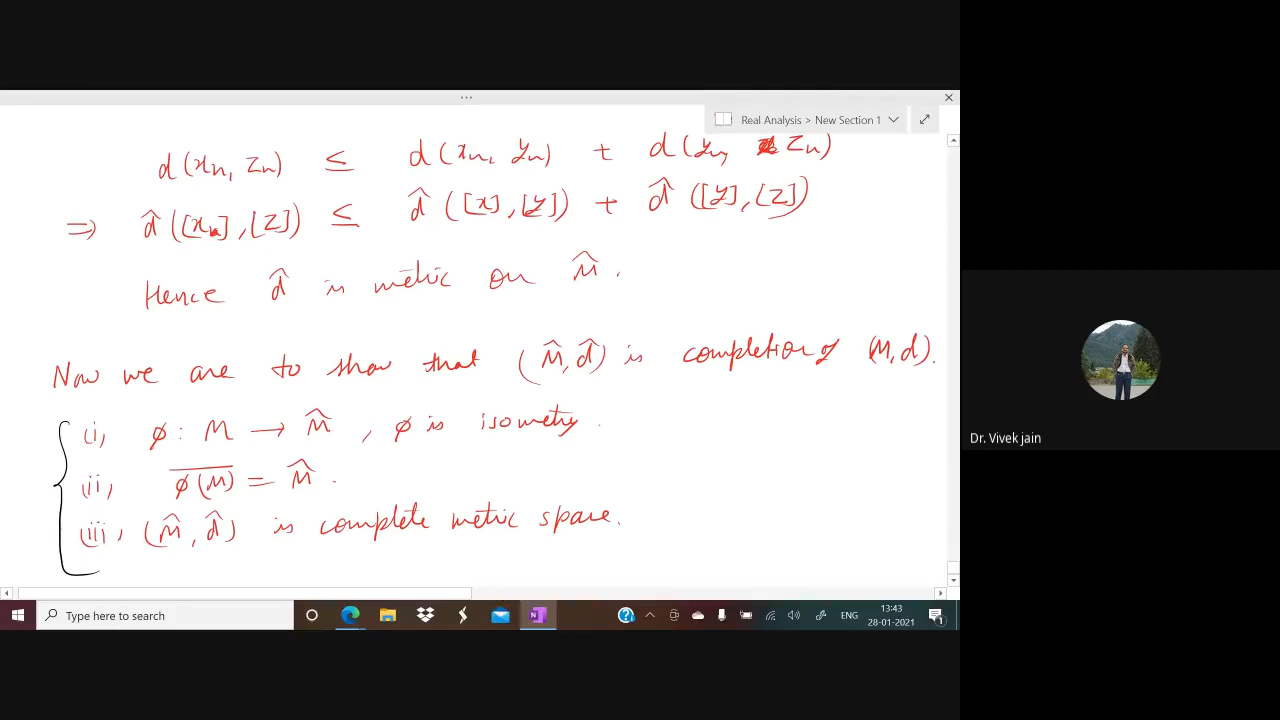 Real Analysis > New Section 1
d(xn, zn) ≤ d(xn, yn) + d(yn, zn)
⇒ d̂([x], [z]) ≤ d̂([x], [y]) + d̂([y], [z])
Hence d̂ is metric on M̂.
Now we are to show that (M̂, d̂) is completion of (M, d).
(i) ø : M → M̂, ø is isometry.
(ii) \overline{ø(M)} = M̂.
(iii) (M̂, d̂) is complete metric space.
Dr. Vivek jain
Type here to search
ENG
13:43
28-01-2021
1